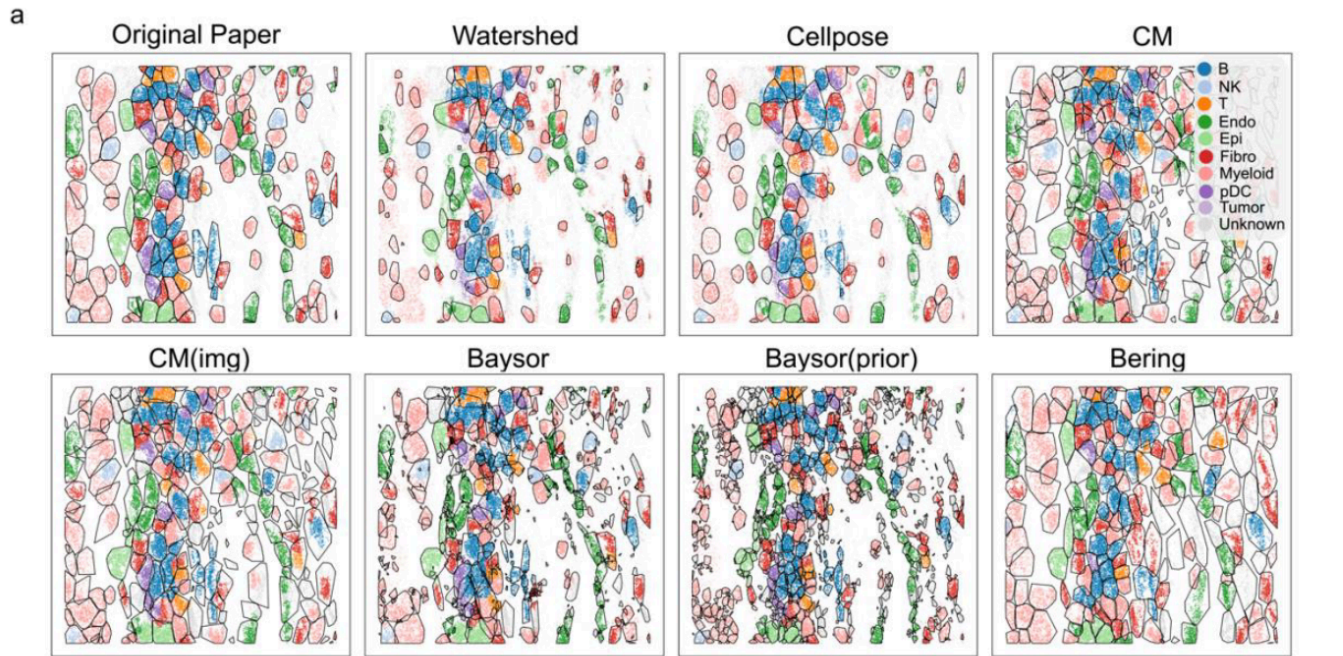 a
Original Paper
Watershed
Cellpose
CM
B
NK
T
Endo
Epi
Fibro
Myeloid
pDC
Tumor
Unknown
CM(img)
Baysor
Baysor(prior)
Bering